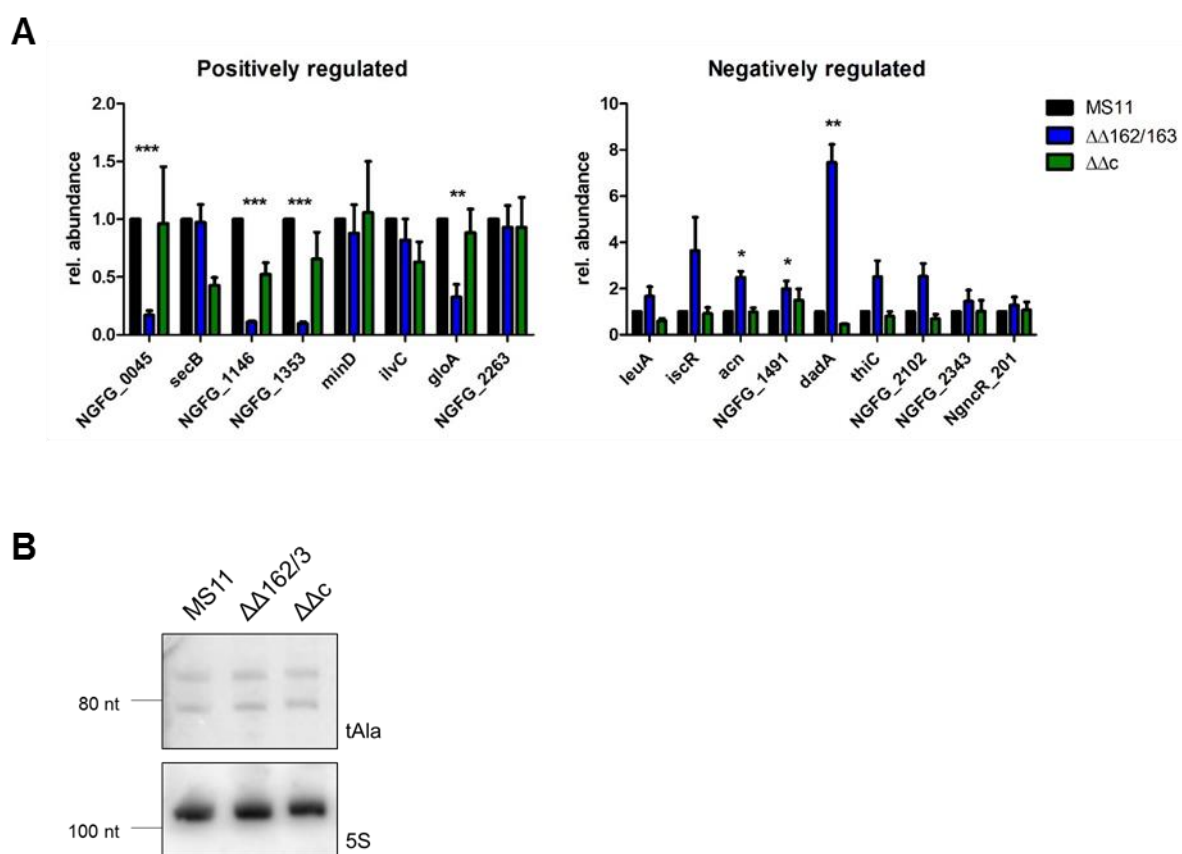 A
Positively regulated
rel. abundance
2.0
1.5
1.0
0.5
0.0
***
***
***
**
NGFG_0045
secB
NGFG_1146
NGFG_1353
minD
ilvC
gloA
NGFG_2263
Negatively regulated
rel. abundance
10
8
6
4
2
0
*
*
**
leuA
iscR
acn
NGFG_1491
dadA
thiC
NGFG_2102
NGFG_2343
NgncR_201
MS11
ΔΔ162/163
ΔΔc
B
MS11
ΔΔ162/3
ΔΔc
80 nt
tAla
100 nt
5S